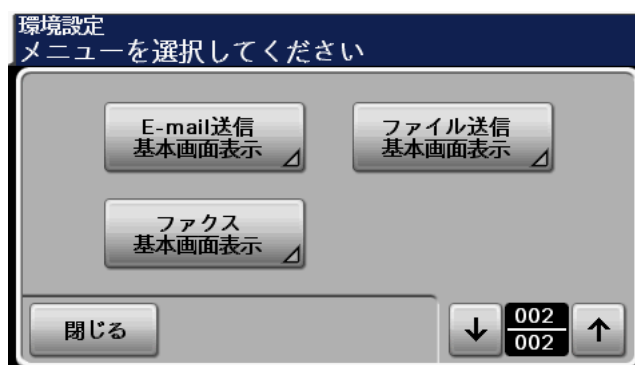 環境設定
メニューを選択してください
E-mail送信
基本画面表示
ファイル送信
基本画面表示
ファクス
基本画面表示
閉じる
↓
002
002
↑